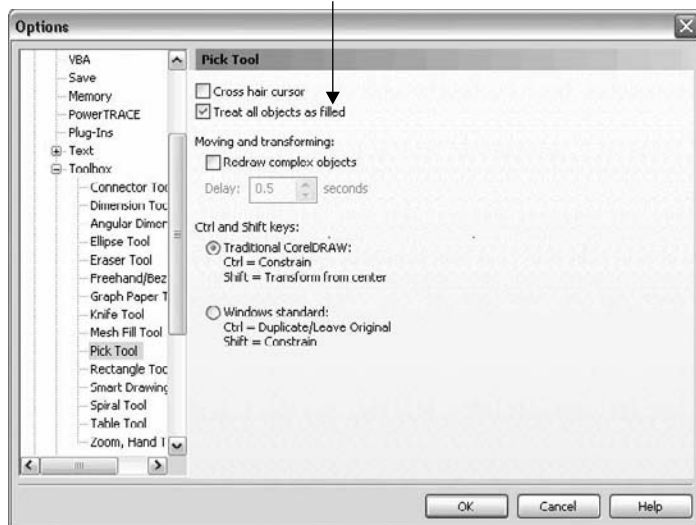 Options
VBA
Save
Memory
PowerTRACE
Plug-Ins
Text
Toolbox
Connector Too
Dimension Too
Angular Dimer
Ellipse Tool
Eraser Tool
Freehand/Bez
Graph Paper T
Knife Tool
Mesh Fill Tool
Pick Tool
Rectangle Too
Smart Drawing
Spiral Tool
Table Tool
Zoom, Hand T
Pick Tool
Cross hair cursor
Treat all objects as filled
Moving and transforming:
Redraw complex objects
Delay: 0.5 seconds
Ctrl and Shift keys:
Traditional CorelDRAW:
Ctrl = Constrain
Shift = Transform from center
Windows standard:
Ctrl = Duplicate/Leave Original
Shift = Constrain
OK Cancel Help